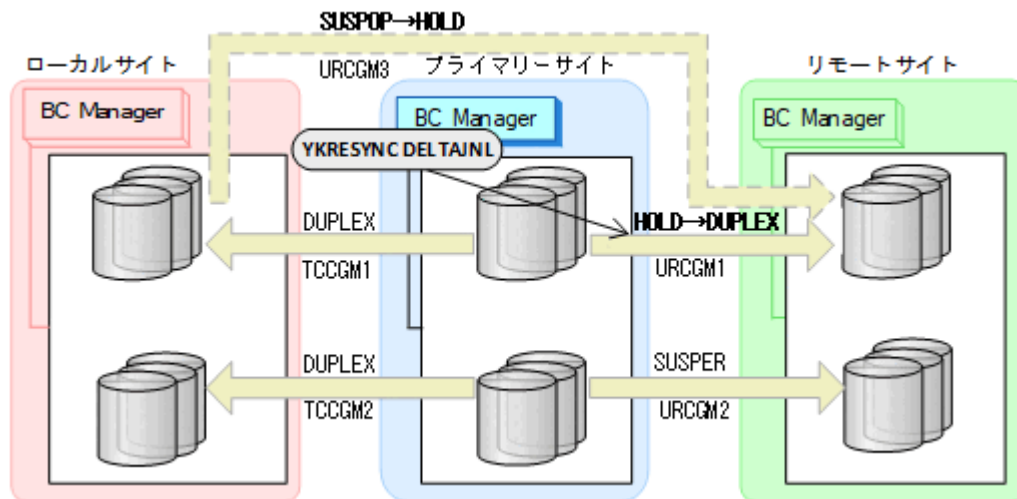 SUSPOP→HOLD
ローカルサイト
URCGM3
プライマリーサイト
リモートサイト
BC Manager
BC Manager
BC Manager
YKRESYNC DELTAJNL
DUPLEX
HOLD→DUPLEX
TCCGM1
URCGM1
DUPLEX
SUSPER
TCCGM2
URCGM2